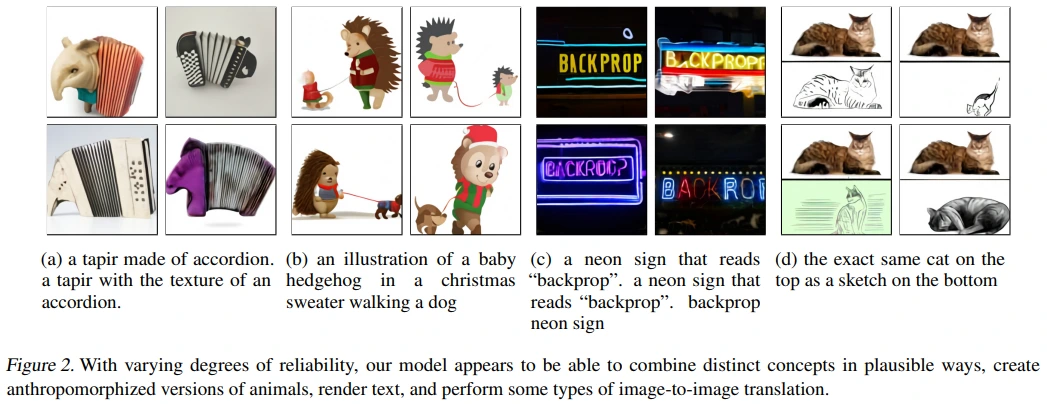 BACKPROP
BACKROC?
BACKROP
(a) a tapir made of accordion.
a tapir with the texture of an
accordion.
(b) an illustration of a baby
hedgehog in a christmas
sweater walking a dog
(c) a neon sign that reads
“backprop”. a neon sign that
reads “backprop”. backprop
neon sign
(d) the exact same cat on the
top as a sketch on the bottom
Figure 2. With varying degrees of reliability, our model appears to be able to combine distinct concepts in plausible ways, create
anthropomorphized versions of animals, render text, and perform some types of image-to-image translation.